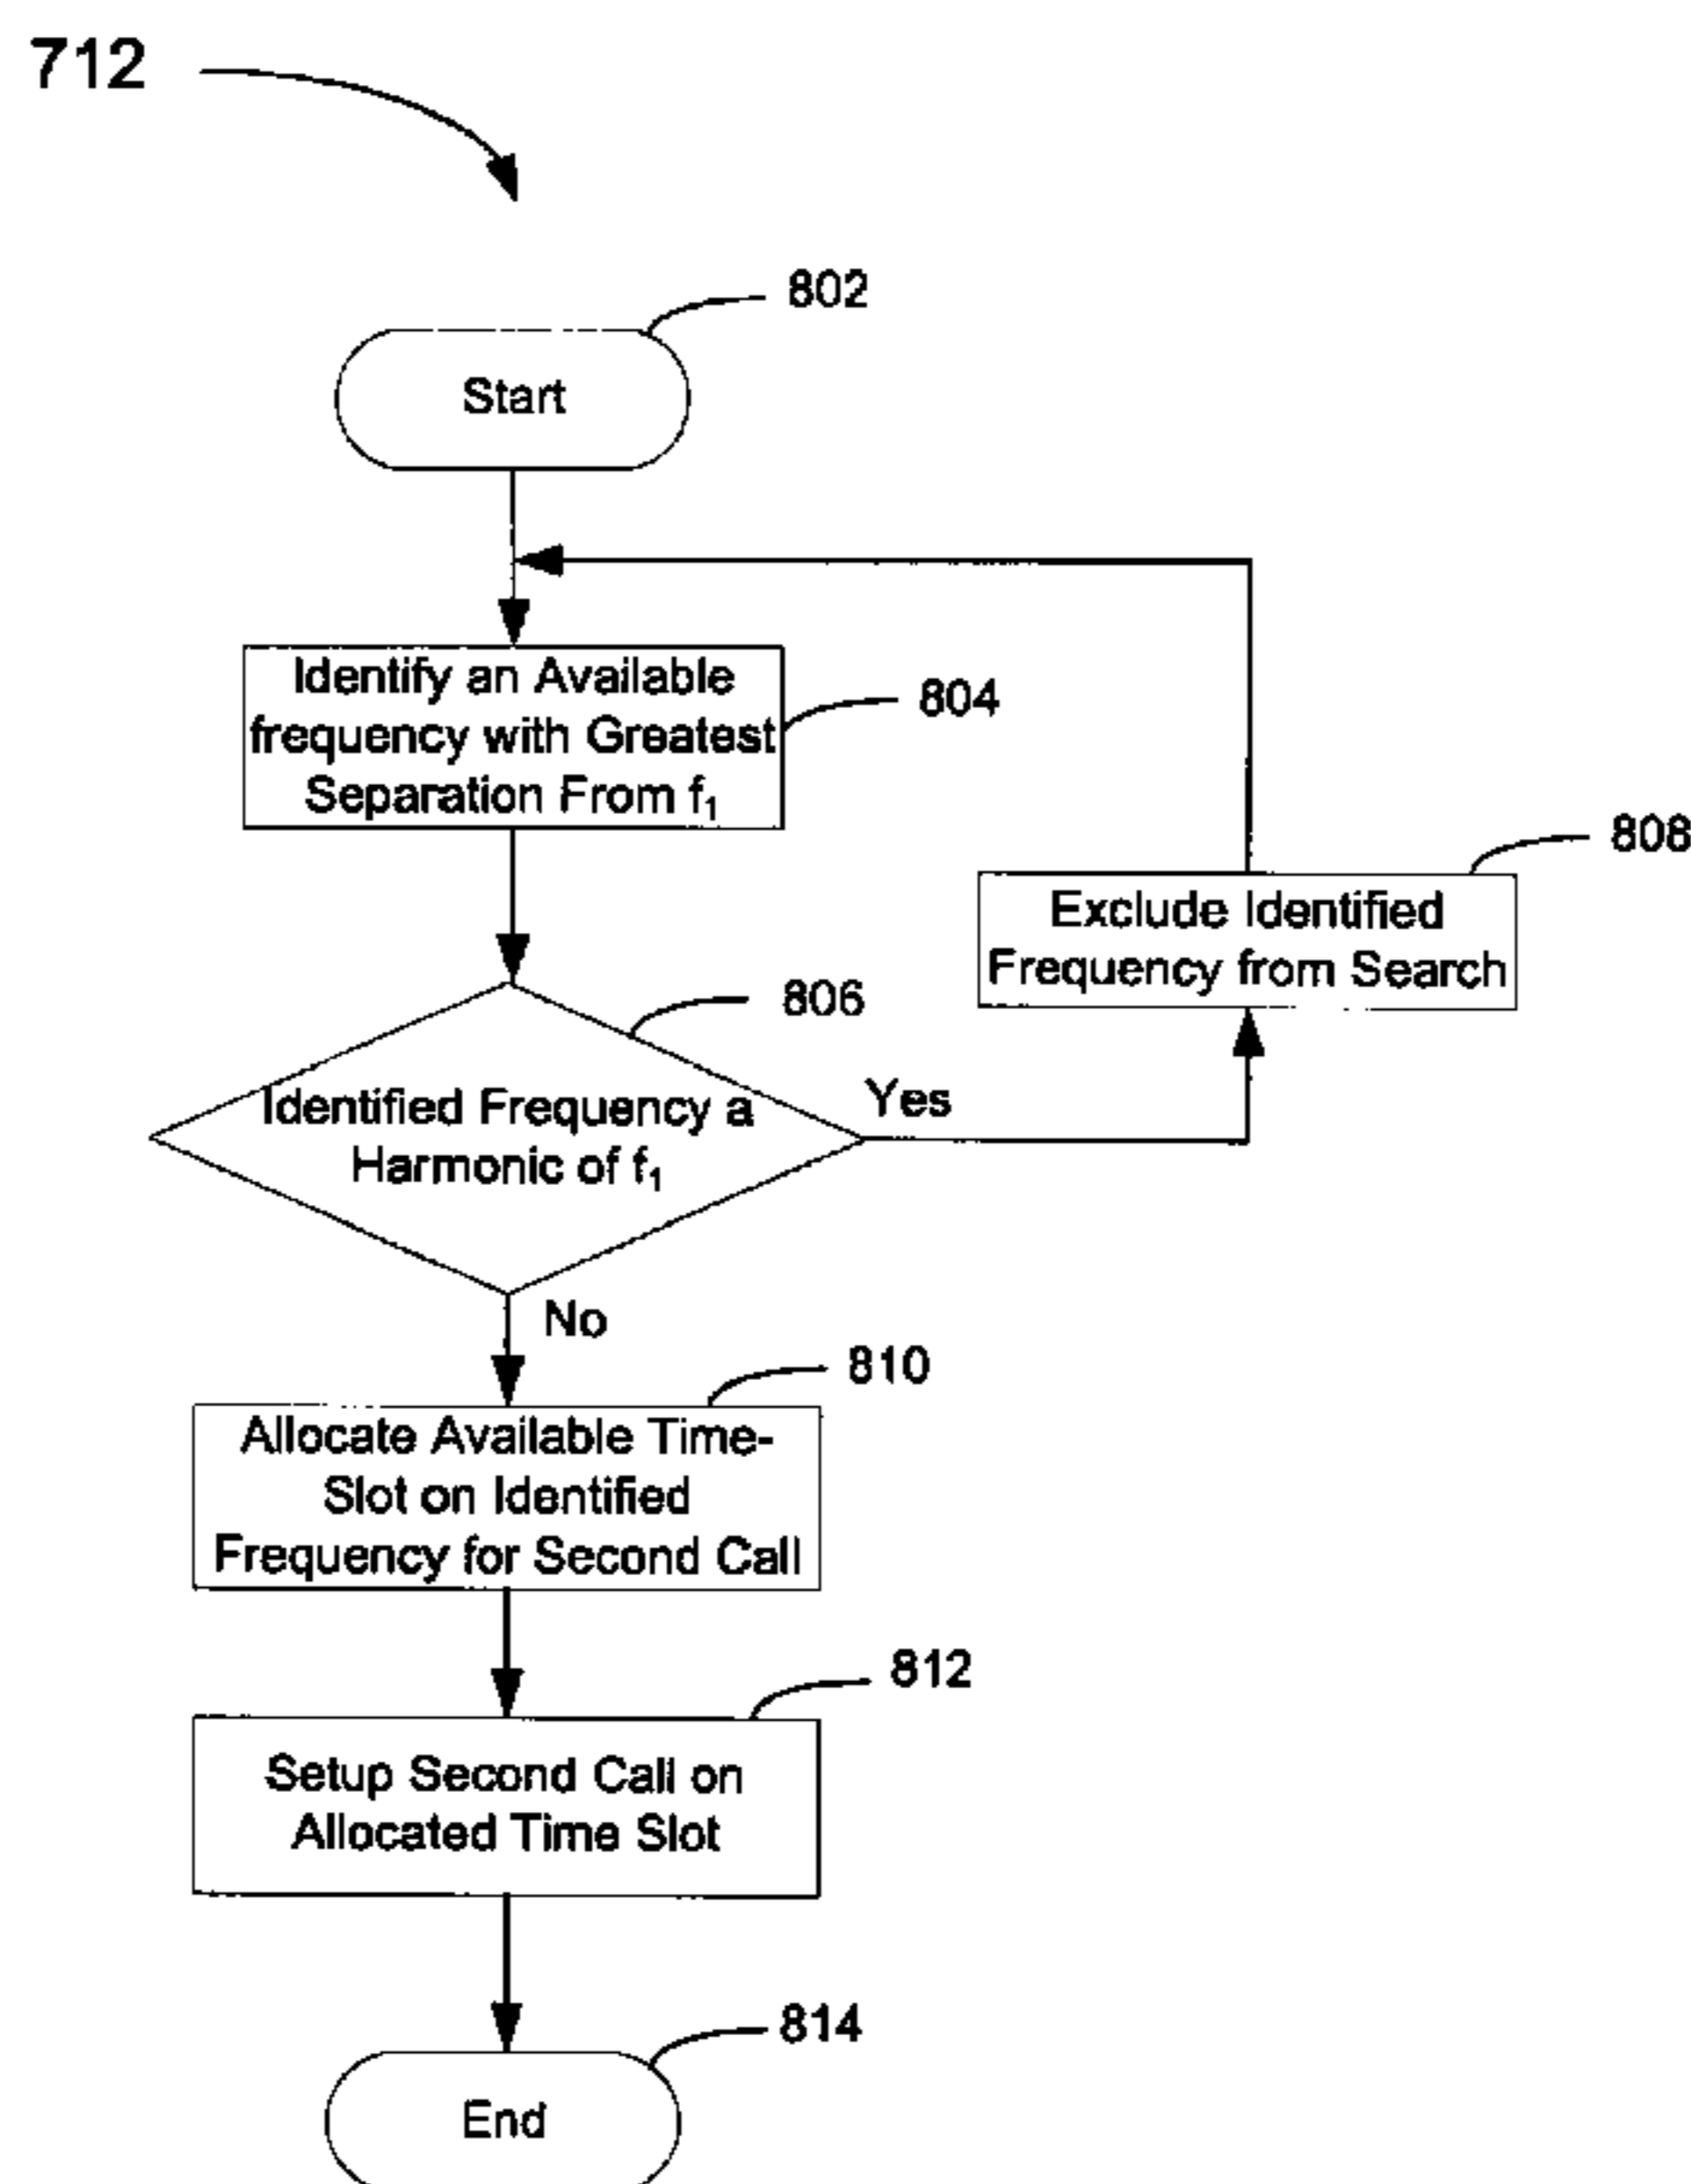 712
802
Start
Identify an Available
frequency with Greatest
Separation From f₁
804
808
Exclude Identified
Frequency from Search
806
Identified Frequency a
Harmonic of f₁
Yes
No
810
Allocate Available Time-
Slot on Identified
Frequency for Second Call
812
Setup Second Call on
Allocated Time Slot
814
End